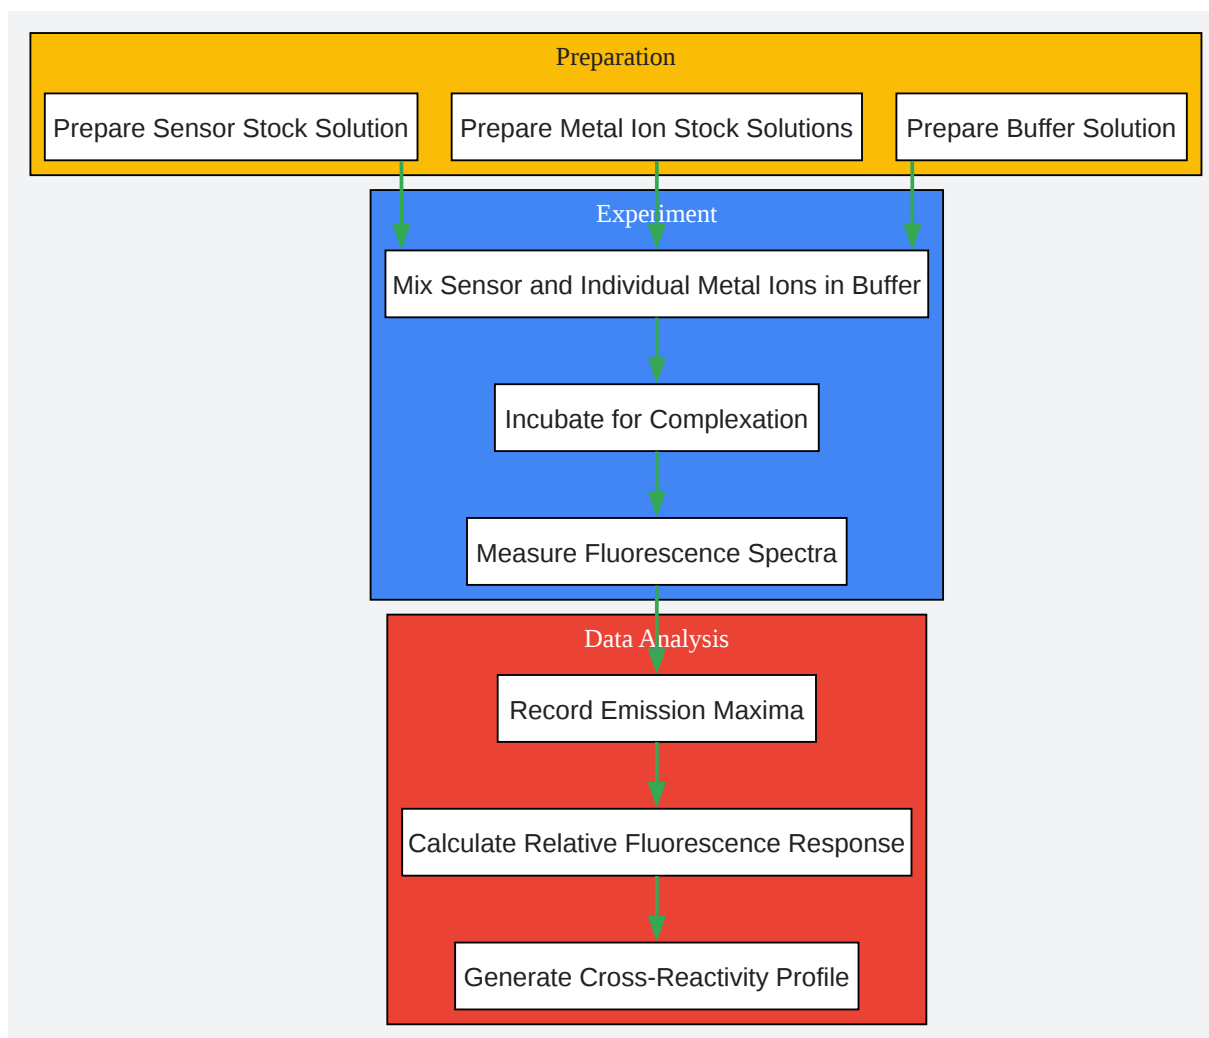 Preparation
Prepare Sensor Stock Solution
Prepare Metal Ion Stock Solutions
Prepare Buffer Solution
Experiment
Mix Sensor and Individual Metal Ions in Buffer
Incubate for Complexation
Measure Fluorescence Spectra
Data Analysis
Record Emission Maxima
Calculate Relative Fluorescence Response
Generate Cross-Reactivity Profile